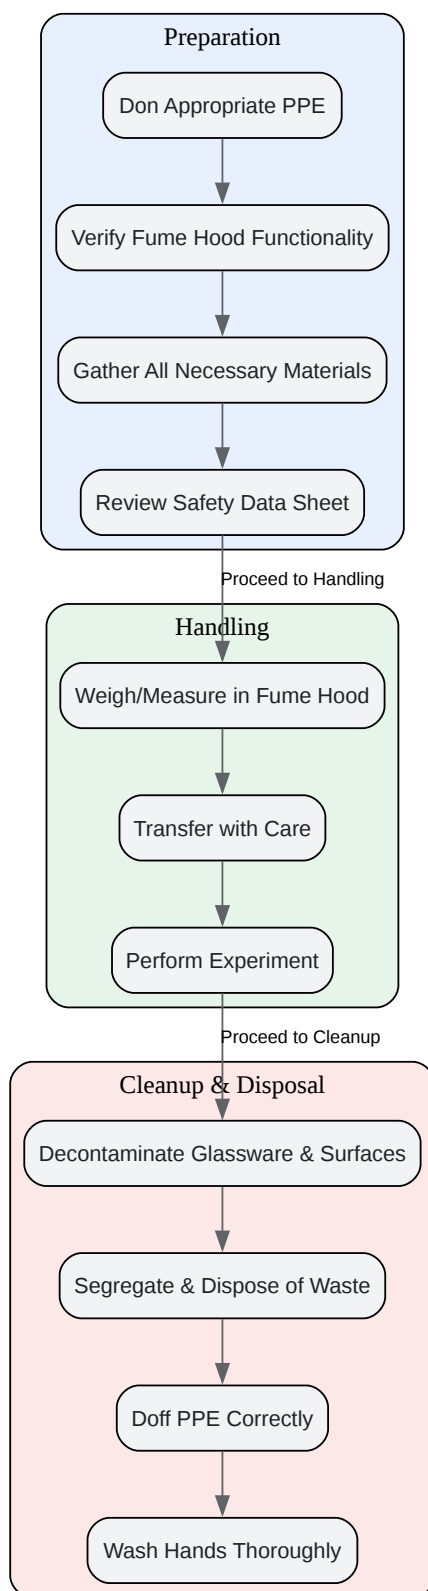 Preparation
Don Appropriate PPE
Verify Fume Hood Functionality
Gather All Necessary Materials
Review Safety Data Sheet
Proceed to Handling
Handling
Weigh/Measure in Fume Hood
Transfer with Care
Perform Experiment
Proceed to Cleanup
Cleanup & Disposal
Decontaminate Glassware & Surfaces
Segregate & Dispose of Waste
Doff PPE Correctly
Wash Hands Thoroughly